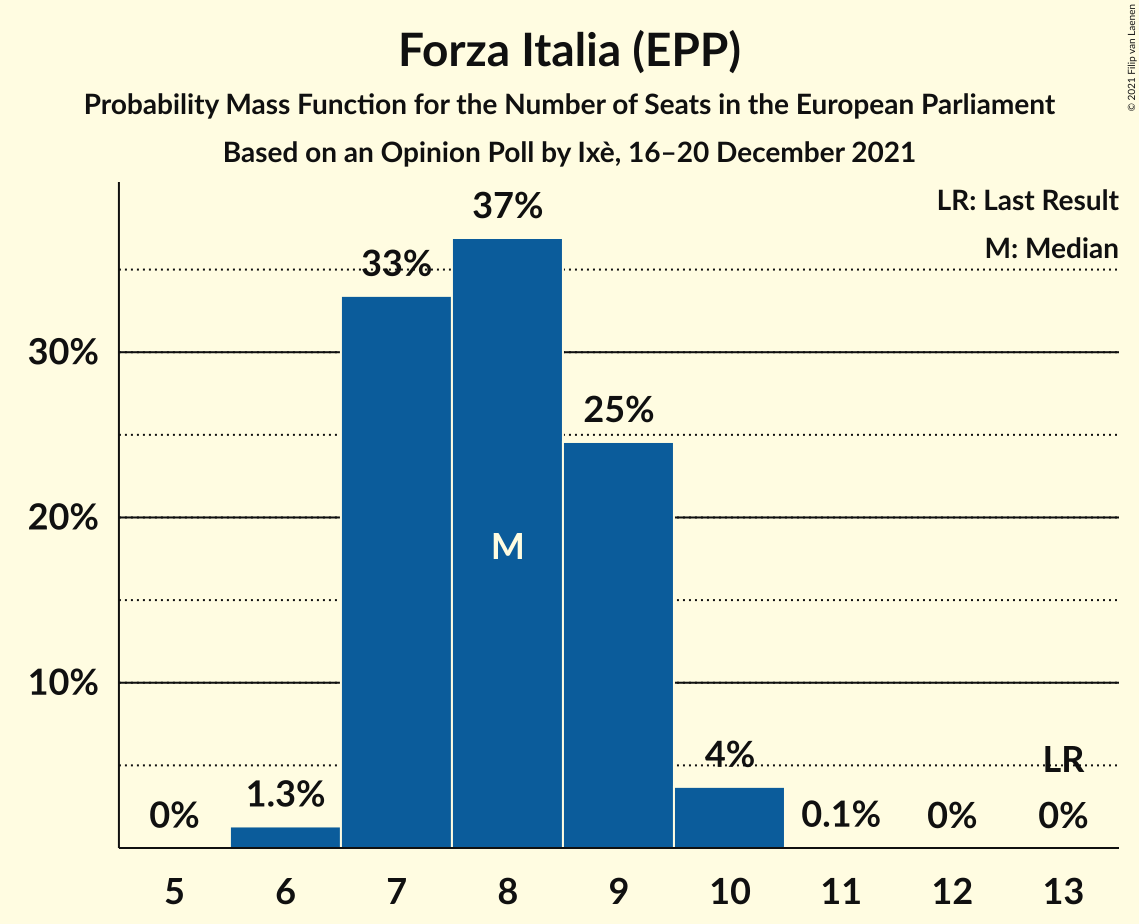 Forza Italia (EPP)
Probability Mass Function for the Number of Seats in the European Parliament
Based on an Opinion Poll by Ixè, 16–20 December 2021
© 2021 Filip van Laenen
LR: Last Result
M: Median
37%
33%
30%
25%
20%
M
10%
4%
LR
1.3%
0%
0.1%
0%
0%
5 6 7 8 9 10 11 12 13